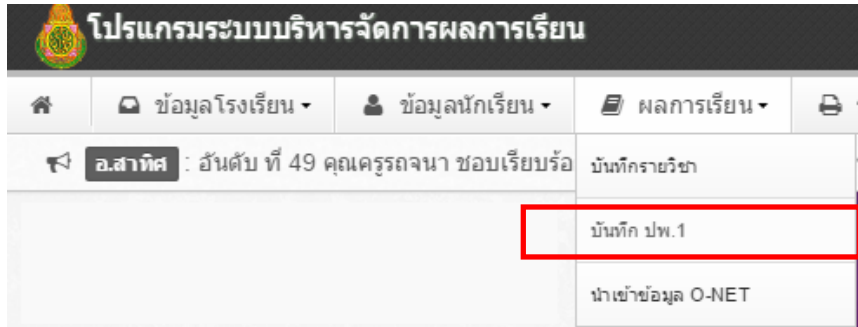 โปรแกรมระบบบริหารจัดการผลการเรียน
ข้อมูลโรงเรียน ข้อมูลนักเรียน ผลการเรียน
อ.สาทิศ : อันดับ ที่ 49 คุณครูรถจนา ชอบเรียบร้อ
บันทึกรายวิชา
บันทึก ปพ.1
นำเข้าข้อมูล O-NET